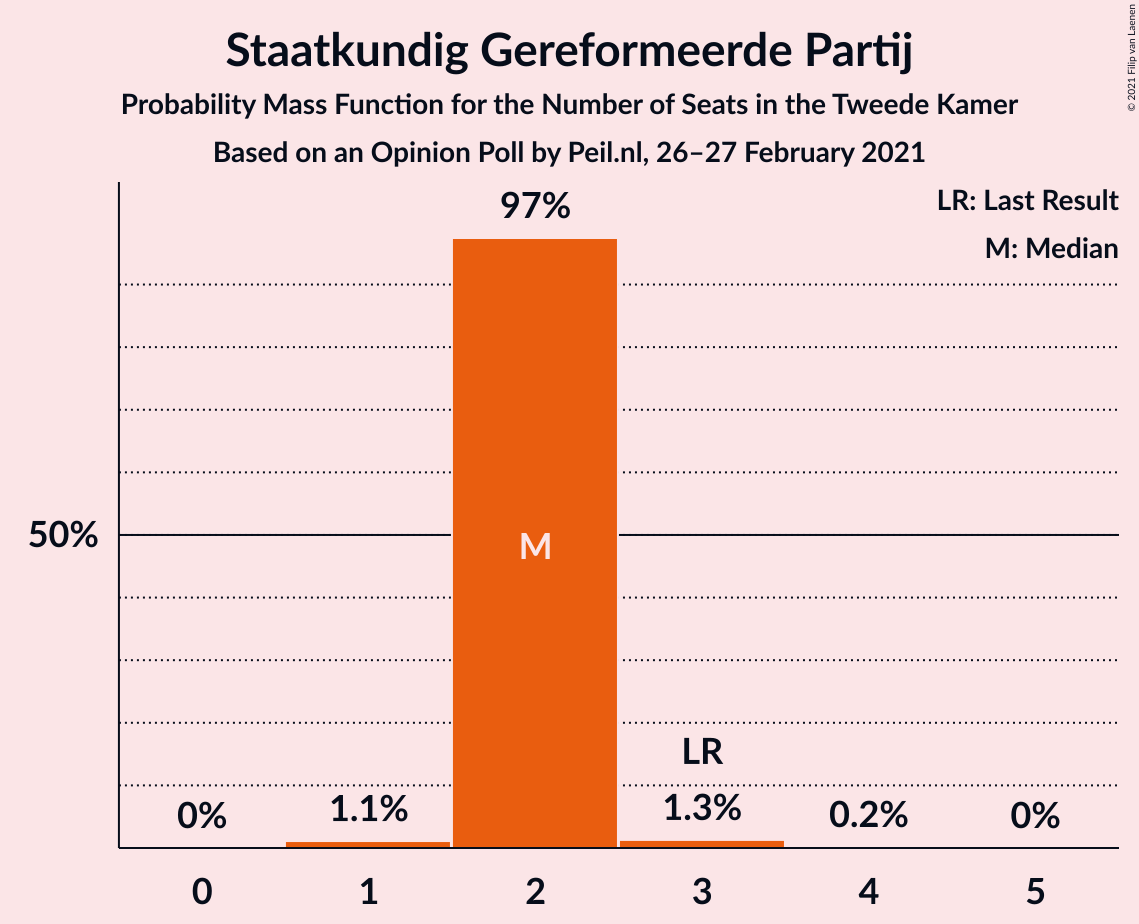 Staatkundig Gereformeerde Partij
Probability Mass Function for the Number of Seats in the Tweede Kamer
Based on an Opinion Poll by Peil.nl, 26–27 February 2021
© 2021 Filip van Laenen
LR: Last Result
M: Median
97%
50%
M
LR
0%
1.1%
1.3%
0.2%
0%
0
1
2
3
4
5